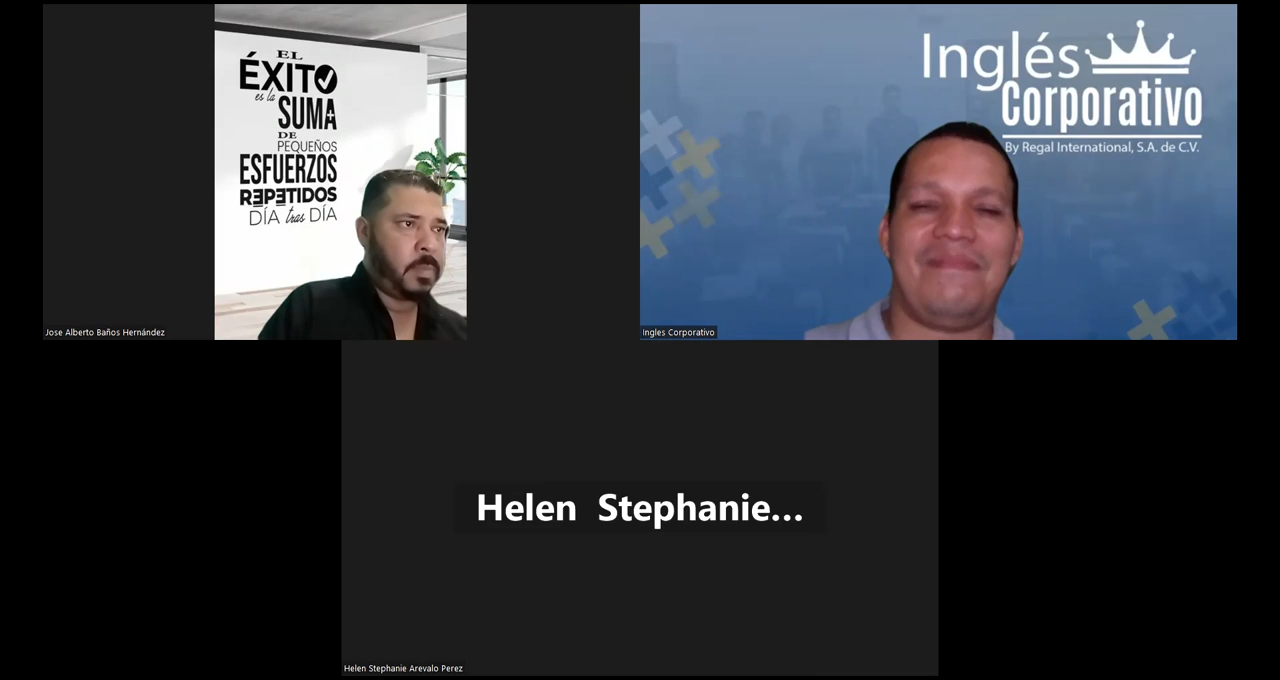 EL
ÉXITO
es la
SUMA
DE
PEQUEÑOS
ESFUERZOS
REPETIDOS
DÍA tras DÍA
Jose Alberto Baños Hernández
Inglés
Corporativo
By Regal International, S.A. de C.V.
Ingles Corporativo
Helen Stephanie...
Helen Stephanie Arevalo Perez